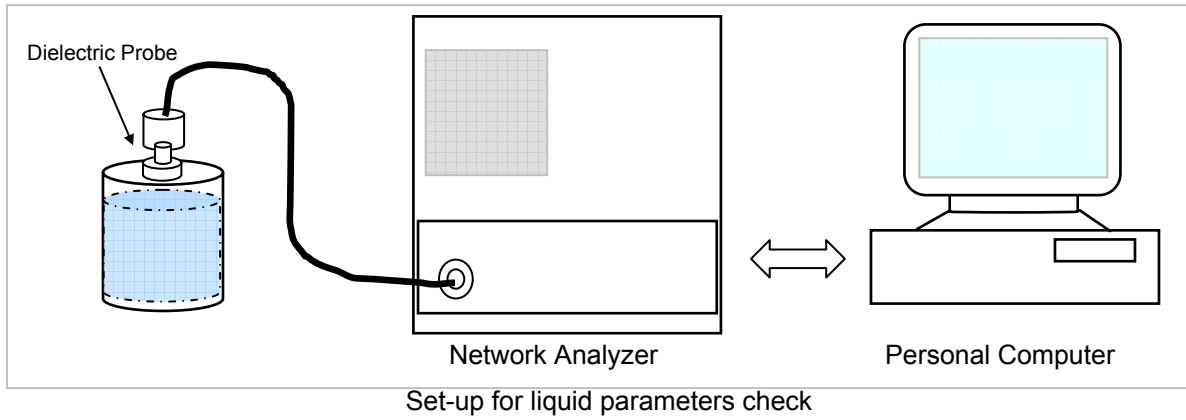 Dielectric Probe
Network Analyzer
Personal Computer
Set-up for liquid parameters check